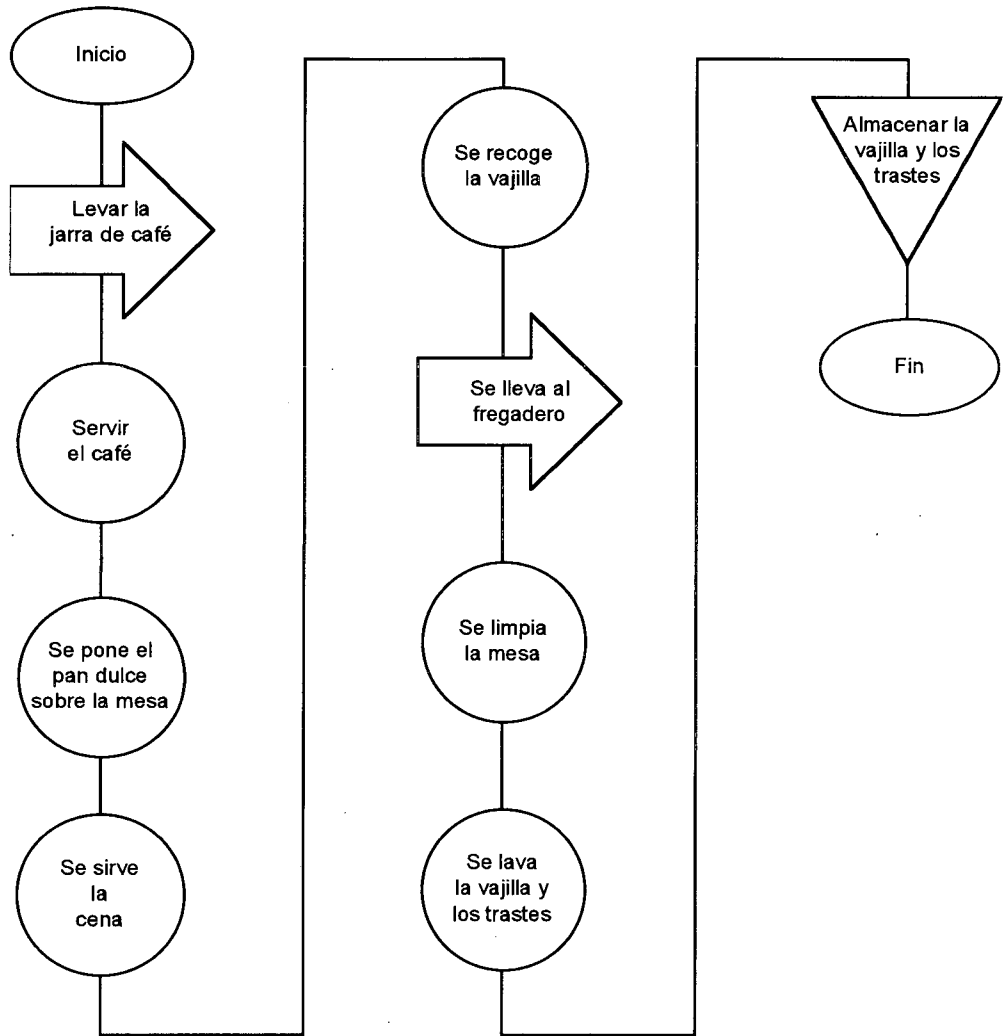 Inicio
Levar la
jarra de café
Servir
el café
Se pone el
pan dulce
sobre la mesa
Se sirve
la
cena
Se recoge
la vajilla
Se lleva al
fregadero
Se limpia
la mesa
Se lava
la vajilla y
los trastes
Almacenar la
vajilla y los
trastes
Fin